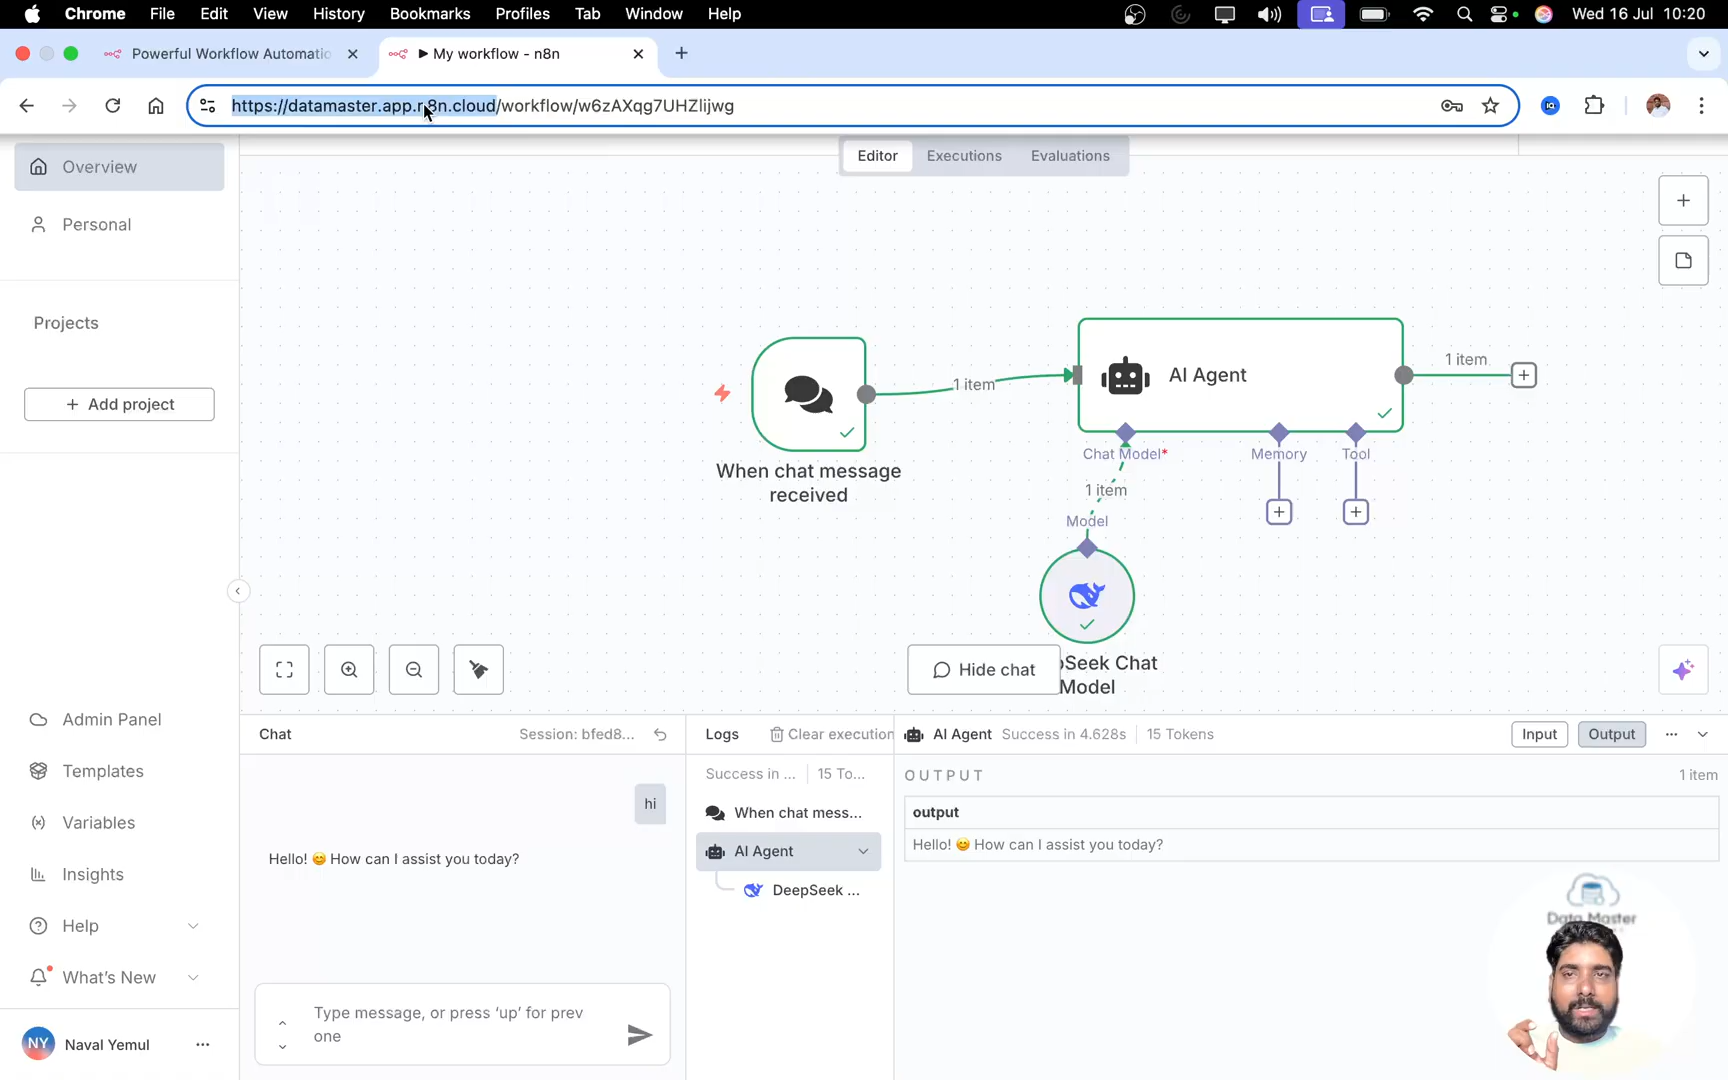 Chrome File Edit View History Bookmarks Profiles Tab Window Help Wed 16 Jul 10:20
Powerful Workflow Automatio
▶ My workflow - n8n
https://datamaster.app.n8n.cloud/workflow/w6zAXqg7UHZlijwg
Overview
Personal
Projects
+ Add project
Admin Panel
Templates
Variables
Insights
Help
What's New
NY Naval Yemul
Editor Executions Evaluations
1 item
AI Agent
1 item
When chat message
received
Chat Model*
Memory
Tool
1 item
Model
Seek Chat
Model
Hide chat
Chat
Session: bfed8...
hi
Hello! 😊 How can I assist you today?
Type message, or press ‘up’ for prev
one
Logs
Clear execution
Success in ... 15 To...
When chat mess...
AI Agent
DeepSeek ...
AI Agent Success in 4.628s 15 Tokens
Input Output
OUTPUT
1 item
output
Hello! 😊 How can I assist you today?
Data Master